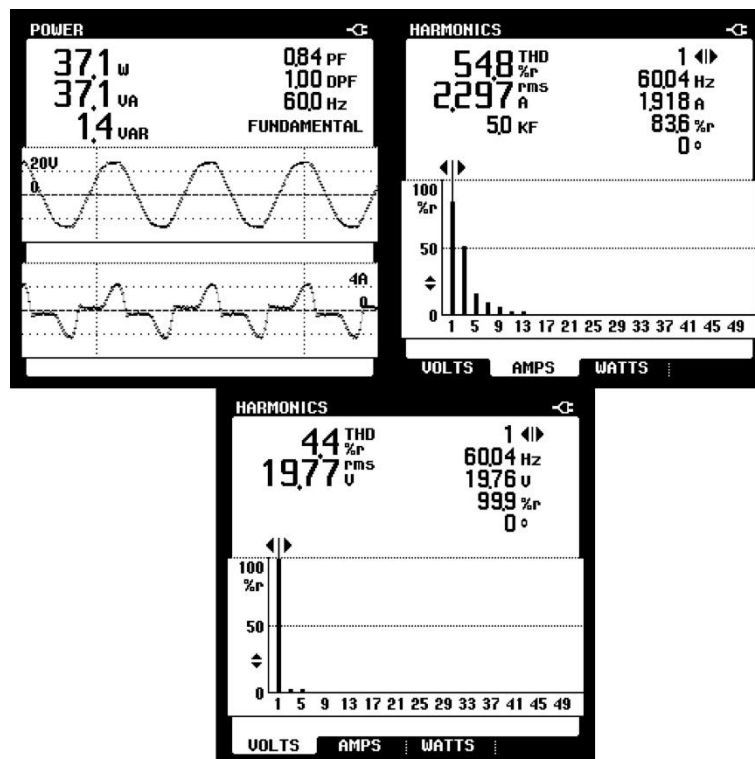 POWER
37.1 W
37.1 VA
1.4 VAR
0.84 PF
1.00 DPF
60.0 Hz
FUNDAMENTAL
20V
0
4A
0
HARMONICS
54.8 THD %r
2.297 rms A
5.0 KF
1
60.04 Hz
1.918 A
83.6 %r
0 °
100
%r
50
0
1 5 9 13 17 21 25 29 33 37 41 45 49
VOLTS AMPS WATTS
HARMONICS
4.4 THD %r
19.77 rms V
1
60.04 Hz
19.76 V
99.9 %r
0 °
100
%r
50
0
1 5 9 13 17 21 25 29 33 37 41 45 49
VOLTS AMPS WATTS